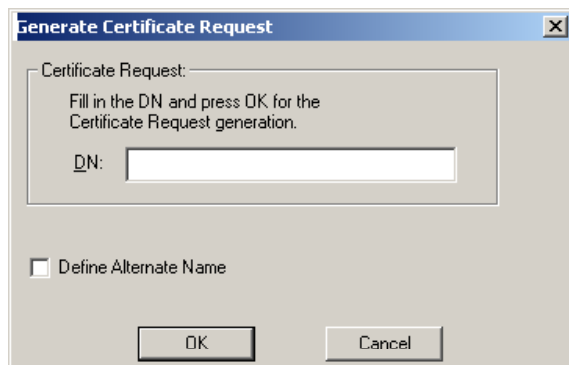 Generate Certificate Request
Certificate Request:
Fill in the DN and press OK for the
Certificate Request generation.
DN:
Define Alternate Name
OK Cancel